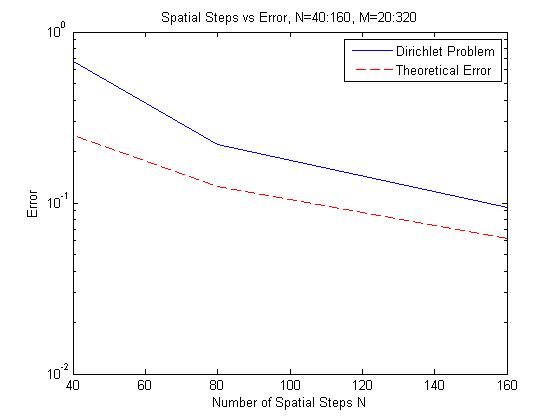 Spatial Steps vs Error, N=40:160, M=20:320
Dirichlet Problem
Theoretical Error
10^0
10^-1
10^-2
Error
40 60 80 100 120 140 160
Number of Spatial Steps N